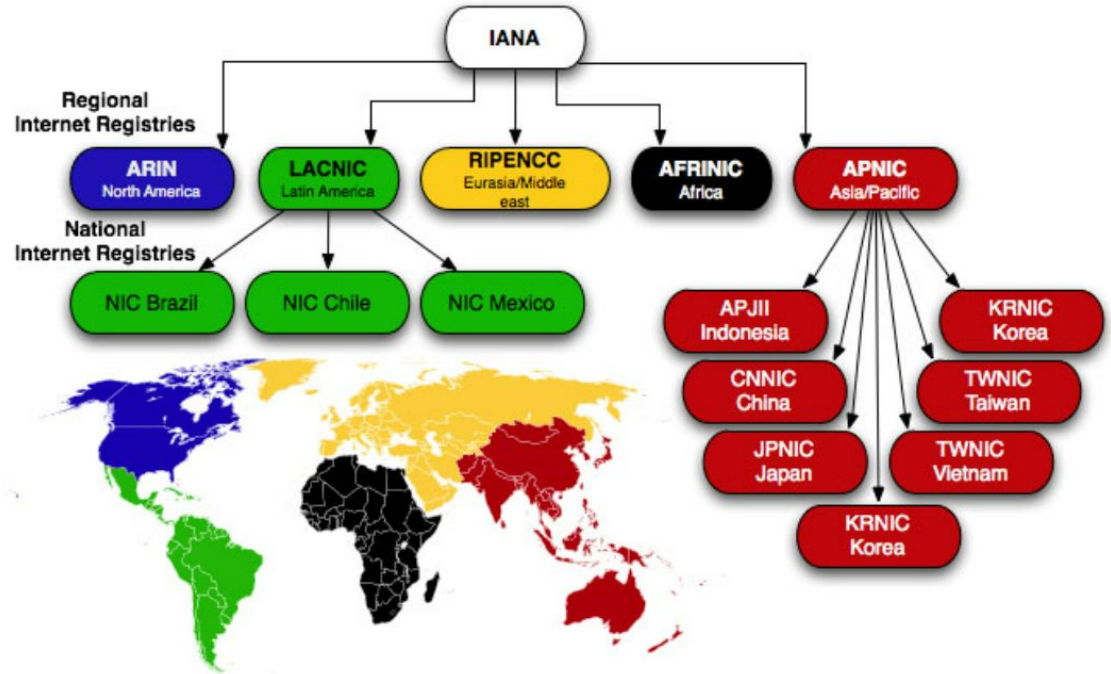 IANA
Regional
Internet Registries
ARIN
North America
LACNIC
Latin America
RIPENCC
Eurasia/Middle
east
AFRINIC
Africa
APNIC
Asia/Pacific
National
Internet Registries
NIC Brazil
NIC Chile
NIC Mexico
APJII
Indonesia
KRNIC
Korea
CNNIC
China
TWNIC
Taiwan
JPNIC
Japan
TWNIC
Vietnam
KRNIC
Korea